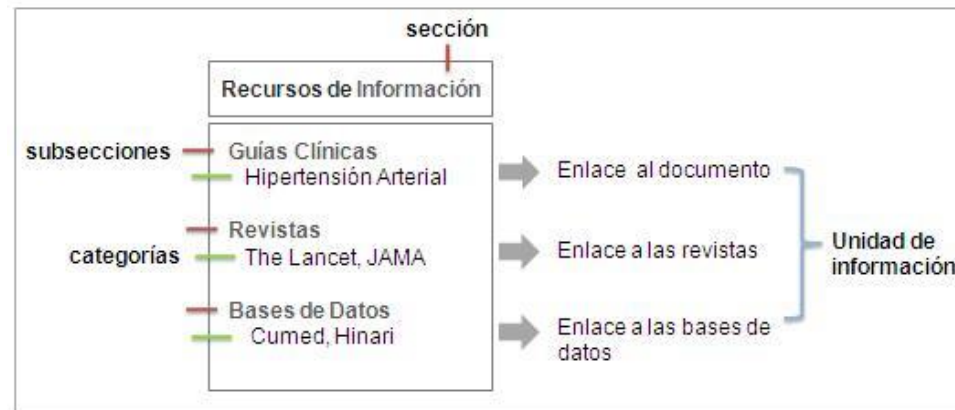 sección
Recursos de Información
subsecciones
Guías Clínicas
Hipertensión Arterial
Enlace al documento
Revistas
categorías
The Lancet, JAMA
Enlace a las revistas
Unidad de
información
Bases de Datos
Cumed, Hinari
Enlace a las bases de
datos